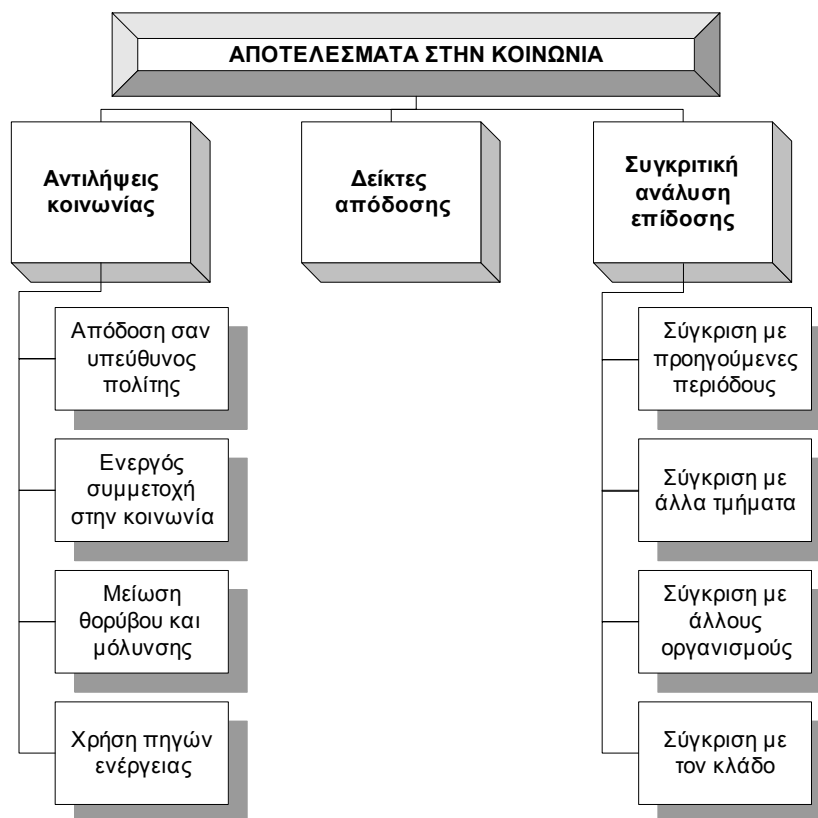 ΑΠΟΤΕΛΕΣΜΑΤΑ ΣΤΗΝ ΚΟΙΝΩΝΙΑ
Αντιλήψεις
κοινωνίας
Δείκτες
απόδοσης
Συγκριτική
ανάλυση
επίδοσης
Απόδοση σαν
υπεύθυνος
πολίτης
Ενεργός
συμμετοχή
στην κοινωνία
Μείωση
θορύβου και
μόλυνσης
Χρήση πηγών
ενέργειας
Σύγκριση με
προηγούμενες
περιόδους
Σύγκριση με
άλλα τμήματα
Σύγκριση με
άλλους
οργανισμούς
Σύγκριση με
τον κλάδο